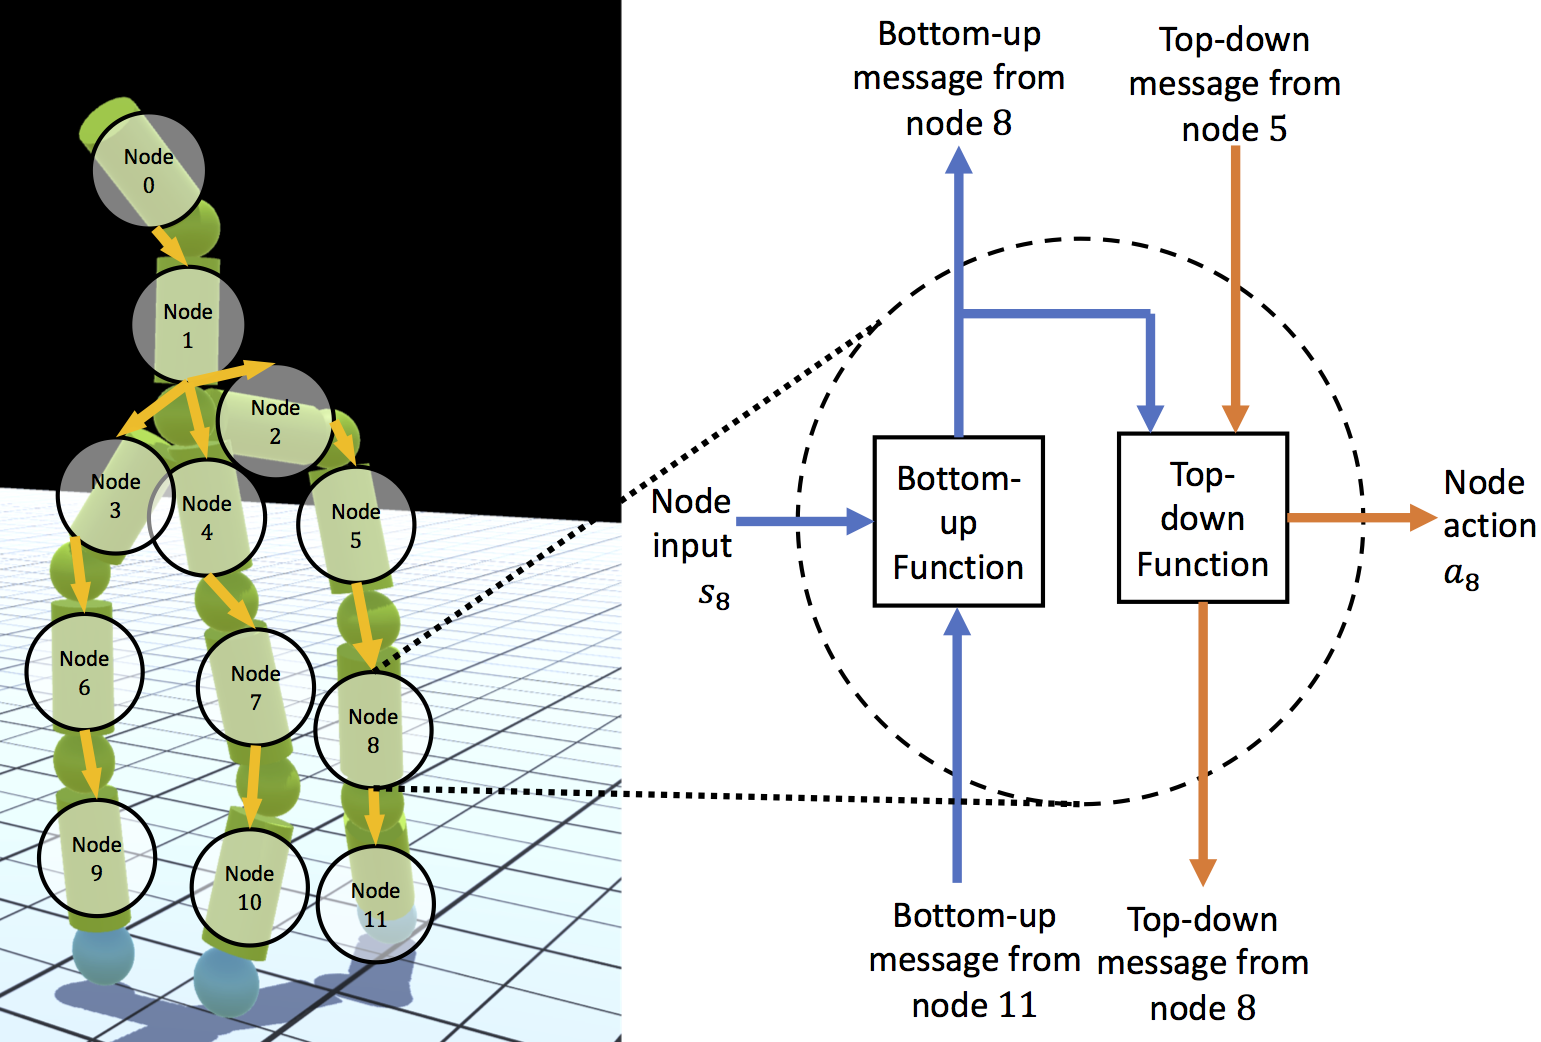 Node
0
Node
1
Node
2
Node
3
Node
4
Node
5
Node
6
Node
7
Node
8
Node
9
Node
10
Node
11
Bottom-up
message from
node 8
Top-down
message from
node 5
Node
input
s₈
Bottom-
up
Function
Top-
down
Function
Node
action
a₈
Bottom-up
message from
node 11
Top-down
message from
node 8